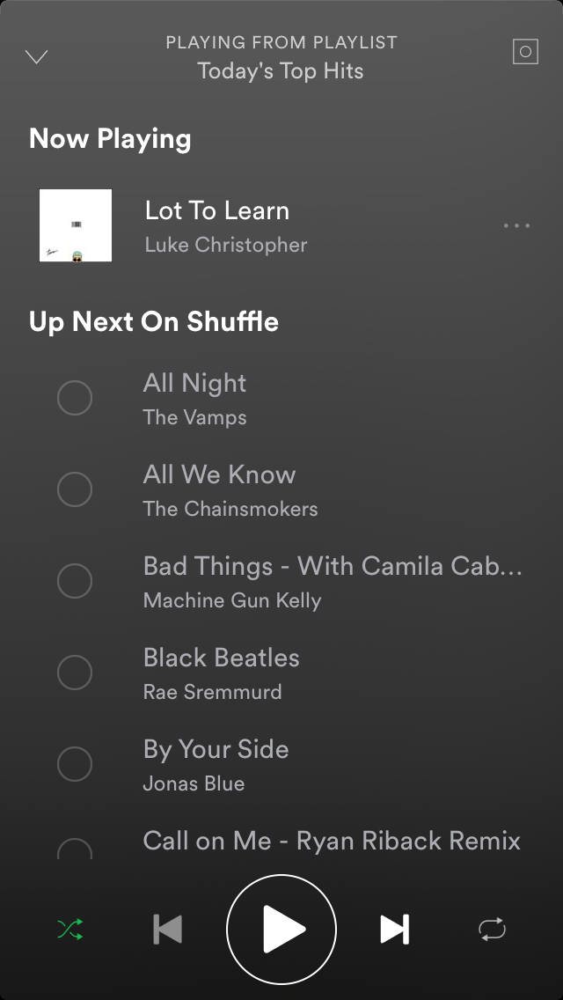 PLAYING FROM PLAYLIST
Today's Top Hits
Now Playing
Lot To Learn
Luke Christopher
Up Next On Shuffle
All Night
The Vamps
All We Know
The Chainsmokers
Bad Things - With Camila Cab...
Machine Gun Kelly
Black Beatles
Rae Sremmurd
By Your Side
Jonas Blue
Call on Me - Ryan Riback Remix